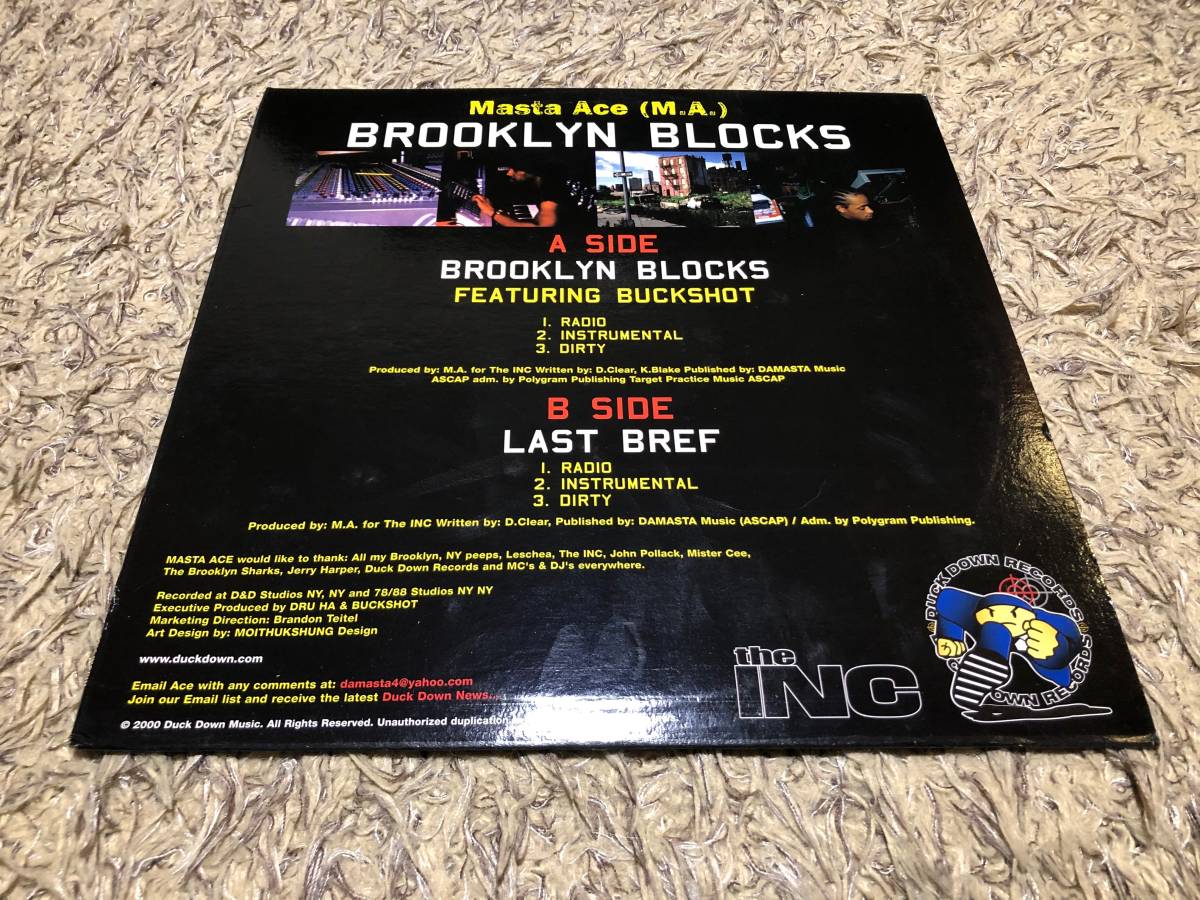 Masta Ace (M.A.)
BROOKLYN BLOCKS
A SIDE
BROOKLYN BLOCKS
FEATURING BUCKSHOT
1. RADIO
2. INSTRUMENTAL
3. DIRTY
Produced by: M.A. for The INC Written by: D.Clear, K.Blake Published by: DAMASTA Music
ASCAP adm. by Polygram Publishing Target Practice Music ASCAP
B SIDE
LAST BREF
1. RADIO
2. INSTRUMENTAL
3. DIRTY
Produced by: M.A. for The INC Written by: D.Clear, Published by: DAMASTA Music (ASCAP) / Adm. by Polygram Publishing.
MASTA ACE would like to thank: All my Brooklyn, NY peeps, Leschea, The INC, John Pollack, Mister Cee,
The Brooklyn Sharks, Jerry Harper, Duck Down Records and MC's & DJ's everywhere.
Recorded at D&D Studios NY, NY and 78/88 Studios NY NY
Executive Produced by DRU HA & BUCKSHOT
Marketing Direction: Brandon Teitel
Art Design by: MOITHUKSHUNG Design
www.duckdown.com
Email Ace with any comments at: damasta4@yahoo.com
Join our Email list and receive the latest Duck Down News...
© 2000 Duck Down Music. All Rights Reserved. Unauthorized duplication
the
INC
DUCK DOWN RECORDS
OWN RECORDS